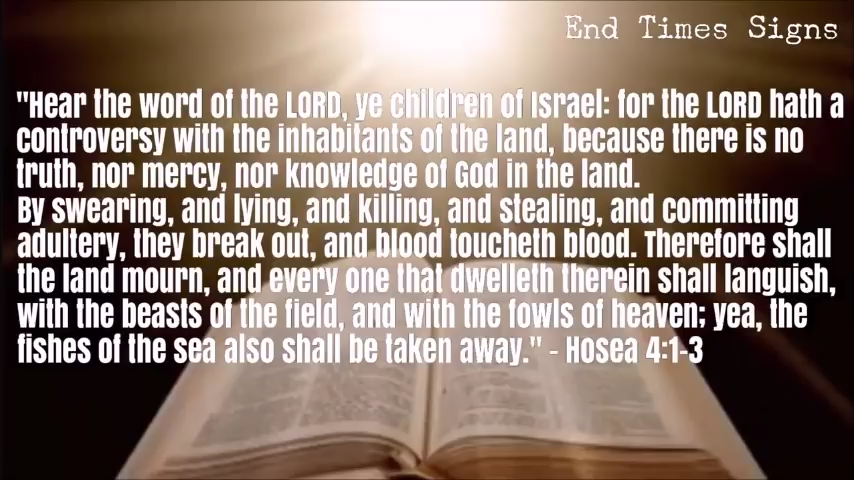 End Times Signs
"Hear the word of the LORD, ye children of Israel: for the LORD hath a
controversy with the inhabitants of the land, because there is no
truth, nor mercy, nor knowledge of God in the land.
By swearing, and lying, and killing, and stealing, and committing
adultery, they break out, and blood toucheth blood. Therefore shall
the land mourn, and every one that dwelleth therein shall languish,
with the beasts of the field, and with the fowls of heaven; yea, the
fishes of the sea also shall be taken away." - Hosea 4:1-3